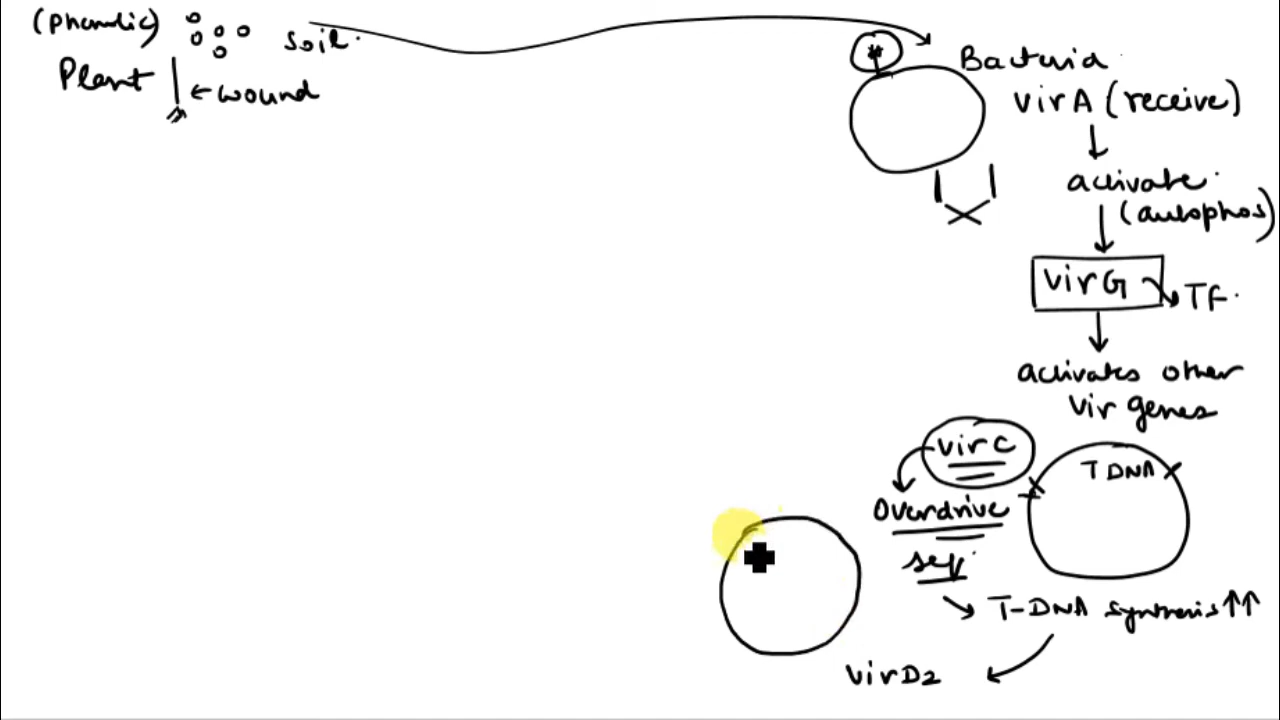 (Phenolic)
soil.
Plant
← wound
Bacteria
virA (receive)
activate.
(autophos)
virG
TF.
activates other
vir genes
virC
T DNA
Overdrive
seq.
T-DNA synthesis ↑↑
VirD2